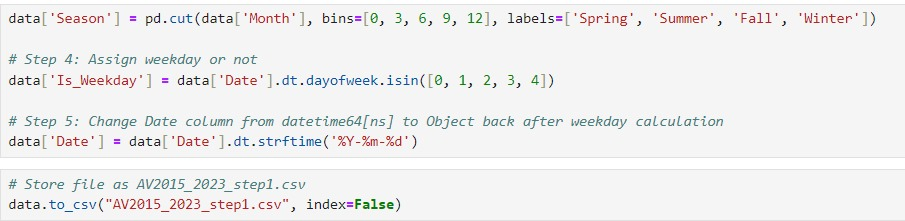 data['Season'] = pd.cut(data['Month'], bins=[0, 3, 6, 9, 12], labels=['Spring', 'Summer', 'Fall', 'Winter'])
# Step 4: Assign weekday or not
data['Is_Weekday'] = data['Date'].dt.dayofweek.isin([0, 1, 2, 3, 4])
# Step 5: Change Date column from datetime64[ns] to Object back after weekday calculation
data['Date'] = data['Date'].dt.strftime('%Y-%m-%d')
# Store file as AV2015_2023_step1.csv
data.to_csv("AV2015_2023_step1.csv", index=False)